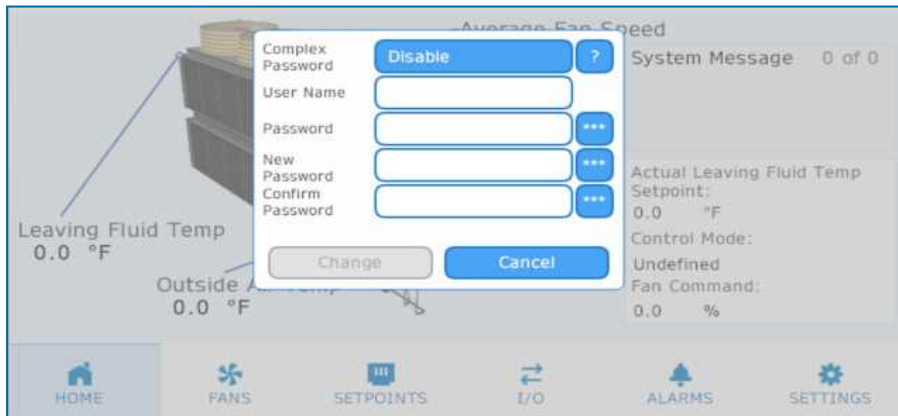 Average Fan Speed
Complex
Password
Disable
?
User Name
Password
***
New
Password
***
Confirm
Password
***
Change
Cancel
System Message 0 of 0
Actual Leaving Fluid Temp
Setpoint:
0.0 °F
Control Mode:
Undefined
Fan Command:
0.0 %
Leaving Fluid Temp
0.0 °F
Outside
0.0 °F
HOME
FANS
SETPOINTS
I/O
ALARMS
SETTINGS